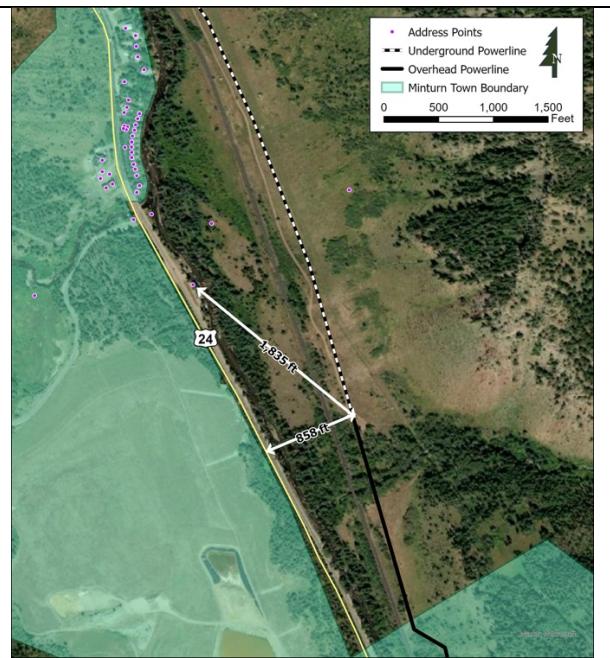 Address Points
Underground Powerline
Overhead Powerline
Minturn Town Boundary
N
0 500 1,000 1,500
Feet
24
1,835 ft
858 ft